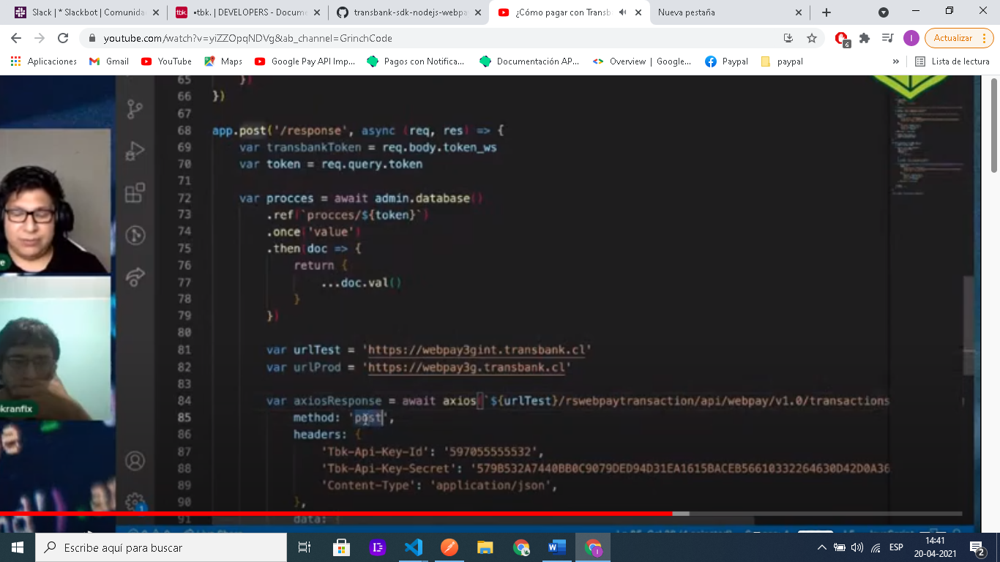 Slack | * Slackbot | Comunida
•tbk. | DEVELOPERS - Docume
transbank-sdk-nodejs-webpa
¿Cómo pagar con Transb
Nueva pestaña
youtube.com/watch?v=yiZZOpqNDVg&ab_channel=GrinchCode
6
I
Actualizar
Aplicaciones
Gmail
YouTube
Maps
Google Pay API Imp...
Pagos con Notifica...
Documentación AP...
Overview | Google...
Paypal
paypal
»
Lista de lectura
65 })
66 })
67
68 app.post('/response', async (req, res) => {
69 var transbankToken = req.body.token_ws
70 var token = req.query.token
71
72 var procces = await admin.database()
73 .ref(`procces/${token}`)
74 .once('value')
75 .then(doc => {
76 return {
77 ...doc.val()
78 }
79 })
80
81 var urlTest = 'https://webpay3gint.transbank.cl'
82 var urlProd = 'https://webpay3g.transbank.cl'
83
84 var axiosResponse = await axios(`${urlTest}/rswebpaytransaction/api/webpay/v1.0/transactions
85 method: 'post',
86 headers: {
87 'Tbk-Api-Key-Id': '597055555532',
88 'Tbk-Api-Key-Secret': '579B532A7440BB0C9079DED94D31EA1615BACEB56610332264630D42D0A36
89 'Content-Type': 'application/json',
90 },
91 data: {
kranfix
1
Escribe aquí para buscar
ESP
14:41
20-04-2021
2